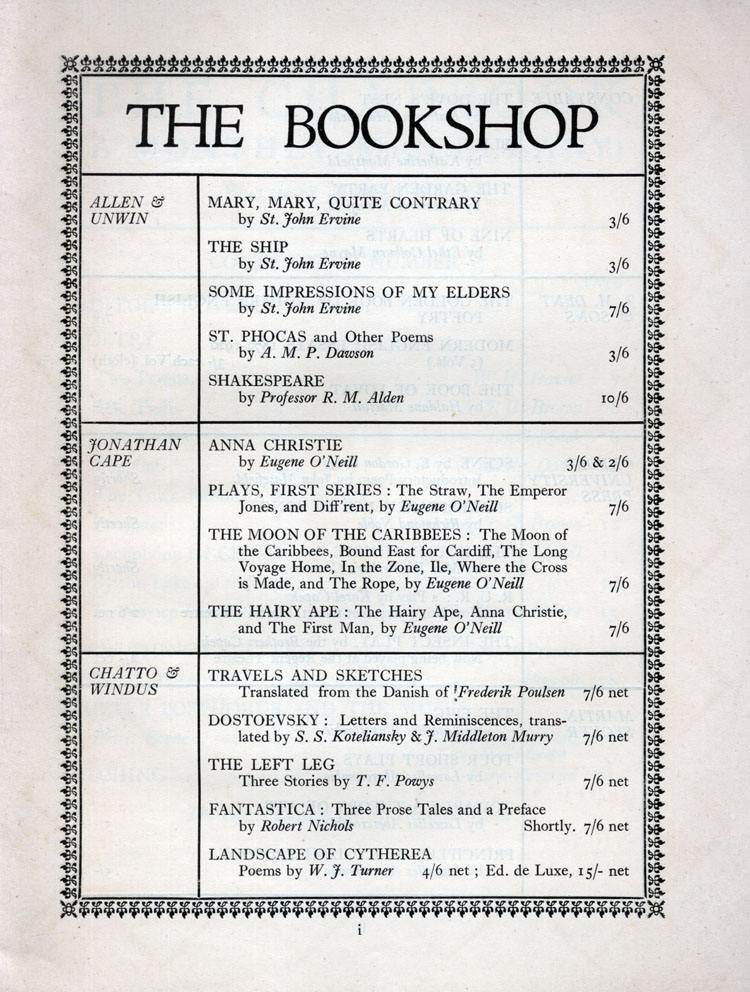 THE BOOKSHOP
ALLEN &
UNWIN
MARY, MARY, QUITE CONTRARY
by St. John Ervine 3/6
THE SHIP
by St. John Ervine 3/6
SOME IMPRESSIONS OF MY ELDERS
by St. John Ervine 7/6
ST. PHOCAS and Other Poems
by A. M. P. Dawson 3/6
SHAKESPEARE
by Professor R. M. Alden 10/6
JONATHAN
CAPE
ANNA CHRISTIE
by Eugene O'Neill 3/6 & 2/6
PLAYS, FIRST SERIES : The Straw, The Emperor
Jones, and Diff'rent, by Eugene O'Neill 7/6
THE MOON OF THE CARIBBEES : The Moon of
the Caribbees, Bound East for Cardiff, The Long
Voyage Home, In the Zone, Ile, Where the Cross
is Made, and The Rope, by Eugene O'Neill 7/6
THE HAIRY APE : The Hairy Ape, Anna Christie,
and The First Man, by Eugene O'Neill 7/6
CHATTO &
WINDUS
TRAVELS AND SKETCHES
Translated from the Danish of Frederik Poulsen 7/6 net
DOSTOEVSKY : Letters and Reminiscences, trans-
lated by S. S. Koteliansky & J. Middleton Murry 7/6 net
THE LEFT LEG
Three Stories by T. F. Powys 7/6 net
FANTASTICA : Three Prose Tales and a Preface
by Robert Nichols Shortly. 7/6 net
LANDSCAPE OF CYTHEREA
Poems by W. J. Turner 4/6 net ; Ed. de Luxe, 15/- net
i